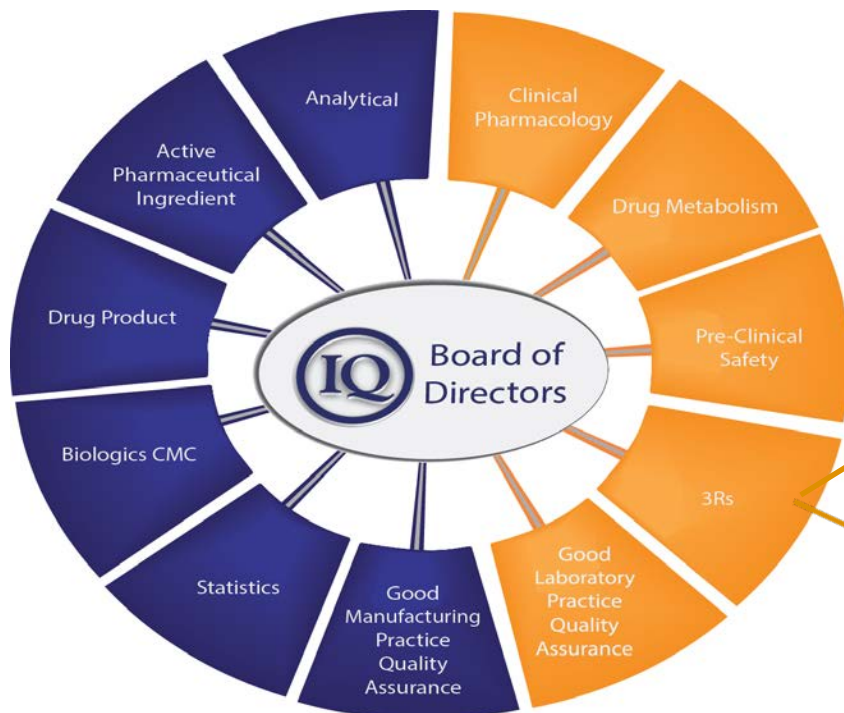 Analytical
Clinical
Pharmacology
Active
Pharmaceutical
Ingredient
Drug Metabolism
Drug Product
Pre-Clinical
Safety
IQ
Board of
Directors
Biologics CMC
3Rs
Statistics
Good
Manufacturing
Practice
Quality
Assurance
Good
Laboratory
Practice
Quality
Assurance